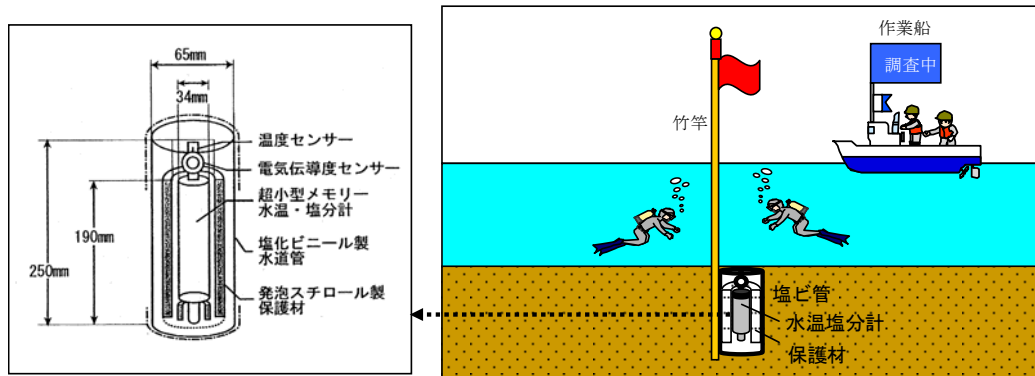 65mm
34mm
温度センサー
電気伝導度センサー
超小型メモリー
水温・塩分計
190mm
塩化ビニール製
水道管
250mm
発泡スチロール製
保護材
作業船
調査中
竹竿
塩ビ管
水温塩分計
保護材